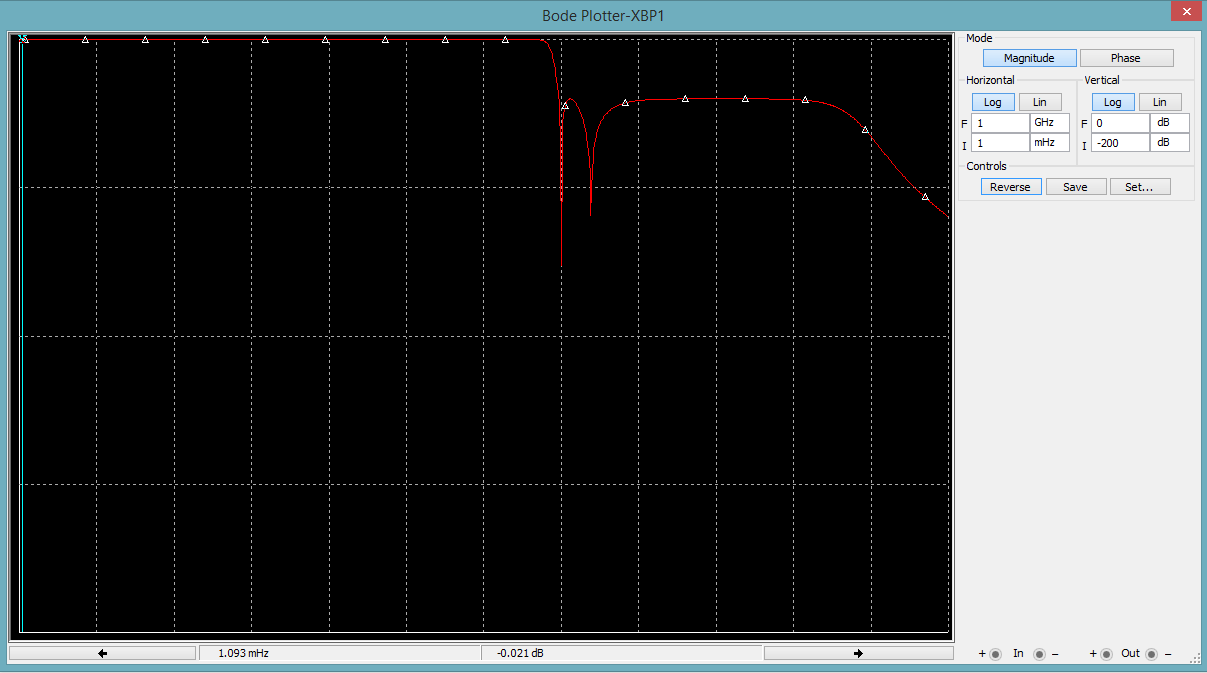 Bode Plotter-XBP1
Mode
Magnitude Phase
Horizontal Vertical
Log Lin Log Lin
F 1 GHz F 0 dB
I 1 mHz I -200 dB
Controls
Reverse Save Set...
1.093 mHz -0.021 dB
+ In - + Out -